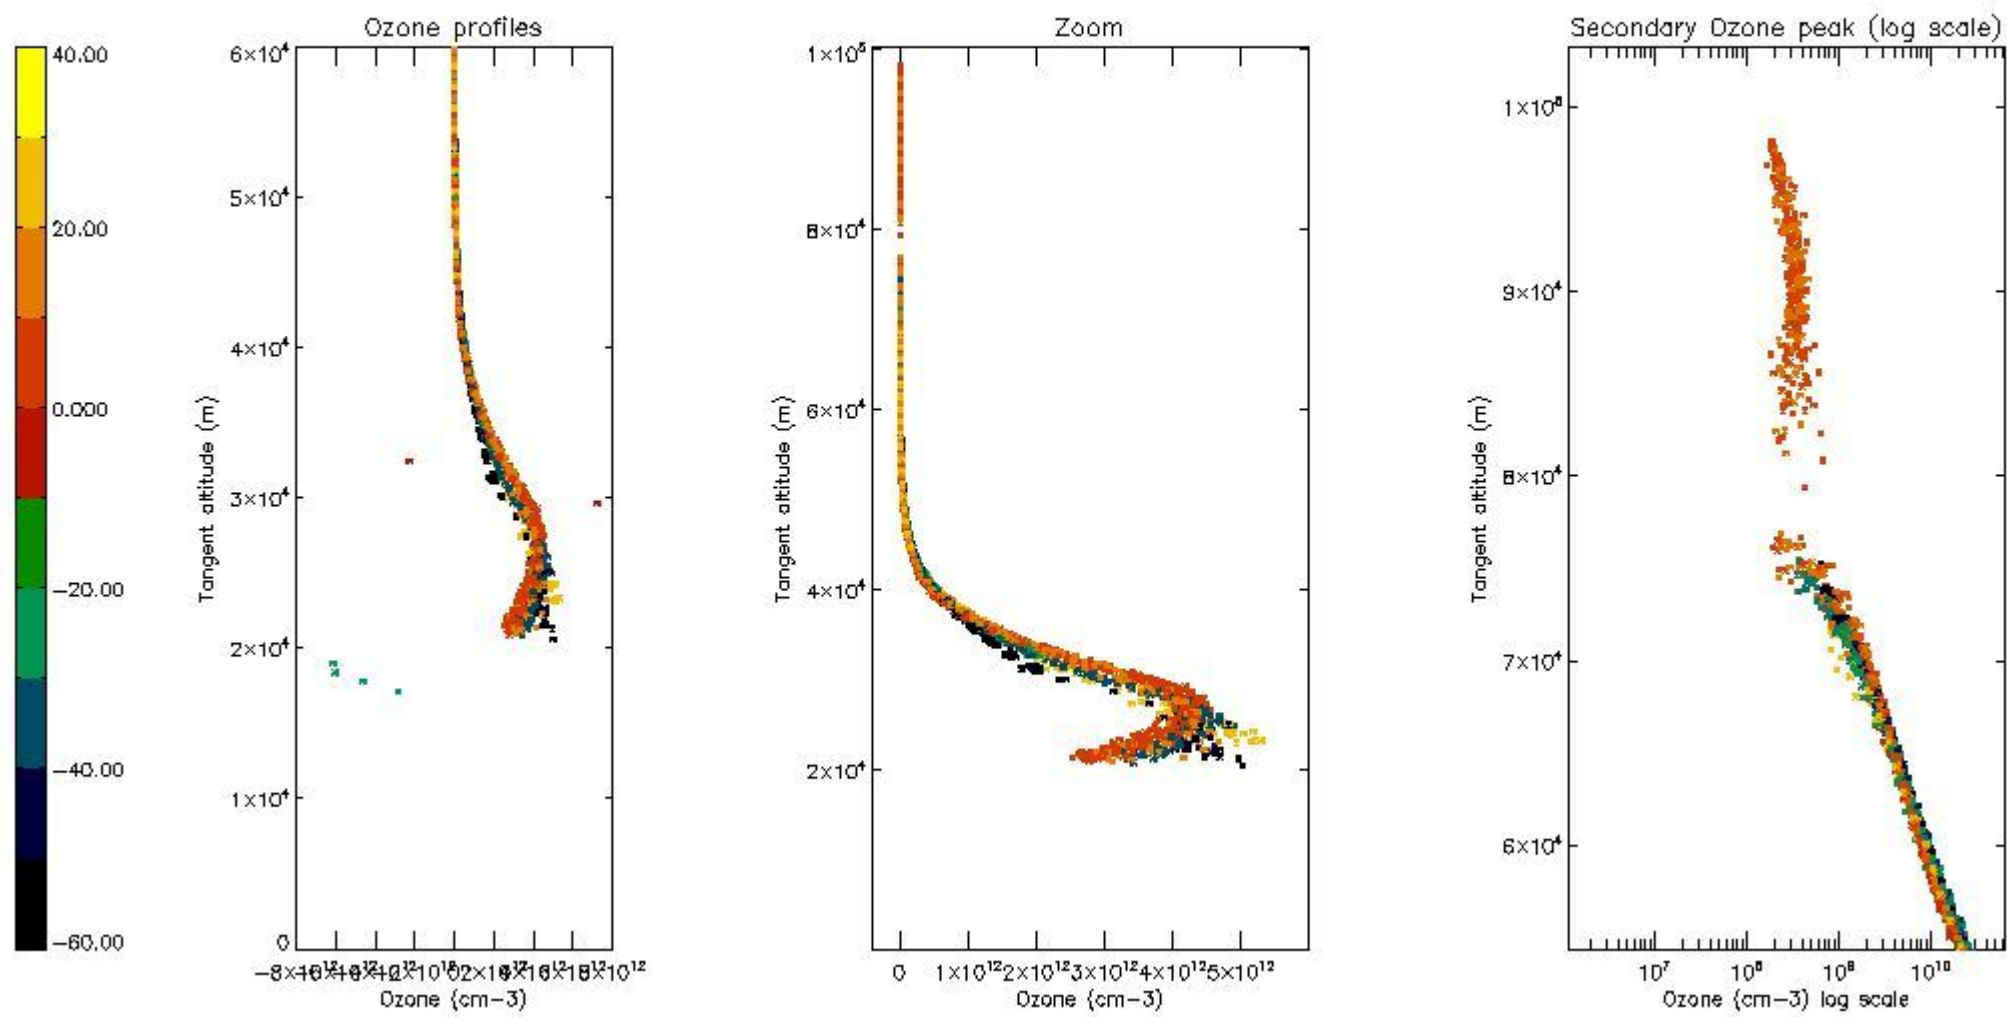 Ozone profiles
Zoom
Secondary Ozone peak (log scale)
40.00
20.00
0.000
−20.00
−40.00
−60.00
6×10⁴
5×10⁴
4×10⁴
3×10⁴
2×10⁴
1×10⁴
0
Tangent altitude (m)
Ozone (cm−3)
1×10⁵
8×10⁴
6×10⁴
4×10⁴
2×10⁴
Tangent altitude (m)
0 1×10¹² 2×10¹² 3×10¹² 4×10¹² 5×10¹²
Ozone (cm−3)
9×10⁴
8×10⁴
7×10⁴
6×10⁴
Tangent altitude (m)
10⁷ 10⁸ 10⁹ 10¹⁰
Ozone (cm−3) log scale